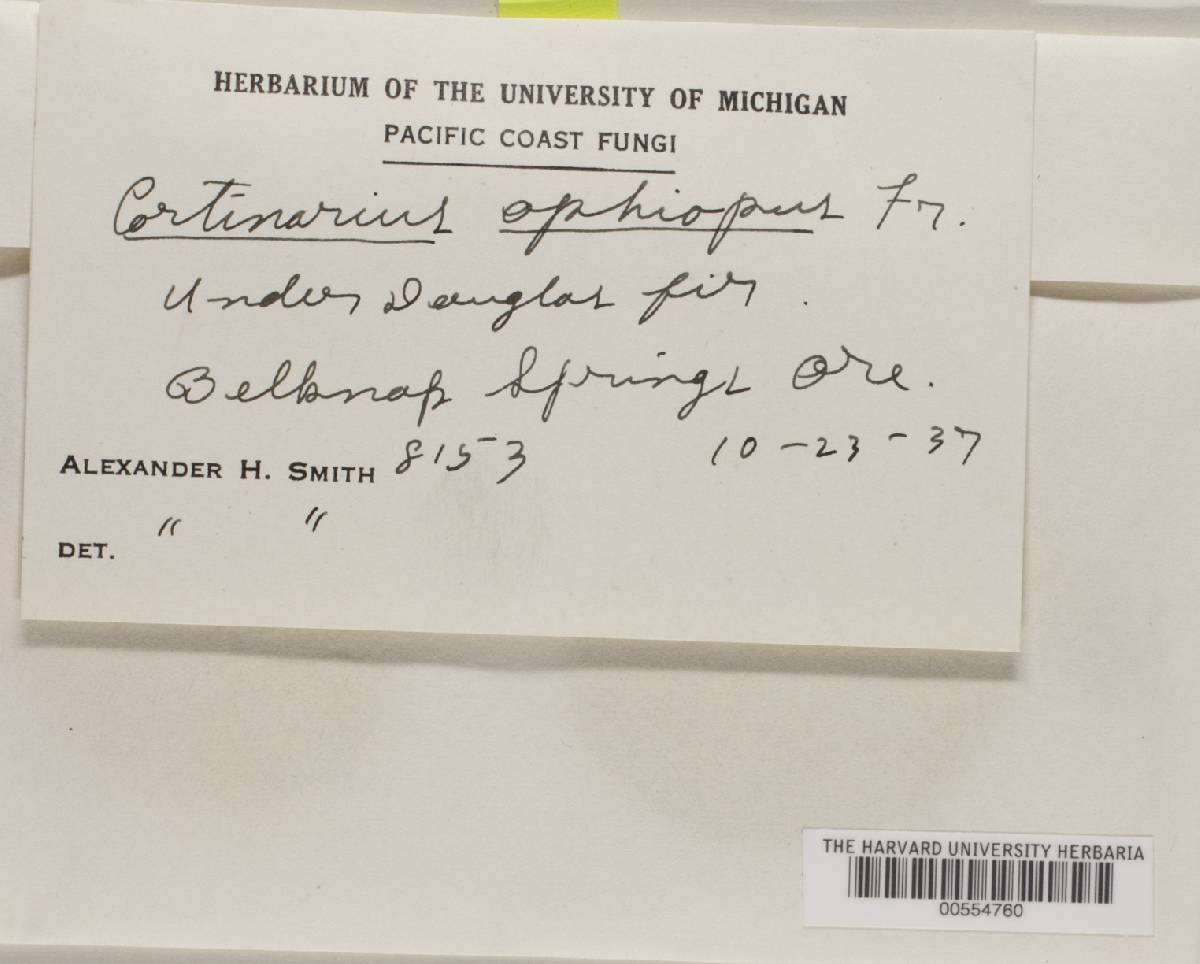 HERBARIUM OF THE UNIVERSITY OF MICHIGAN
PACIFIC COAST FUNGI
Cortinarius ophiopus Fr.
Under Douglas fir.
Belknap Springs Ore.
ALEXANDER H. SMITH 8153 10-23-37
" "
DET.
THE HARVARD UNIVERSITY HERBARIA
00554760